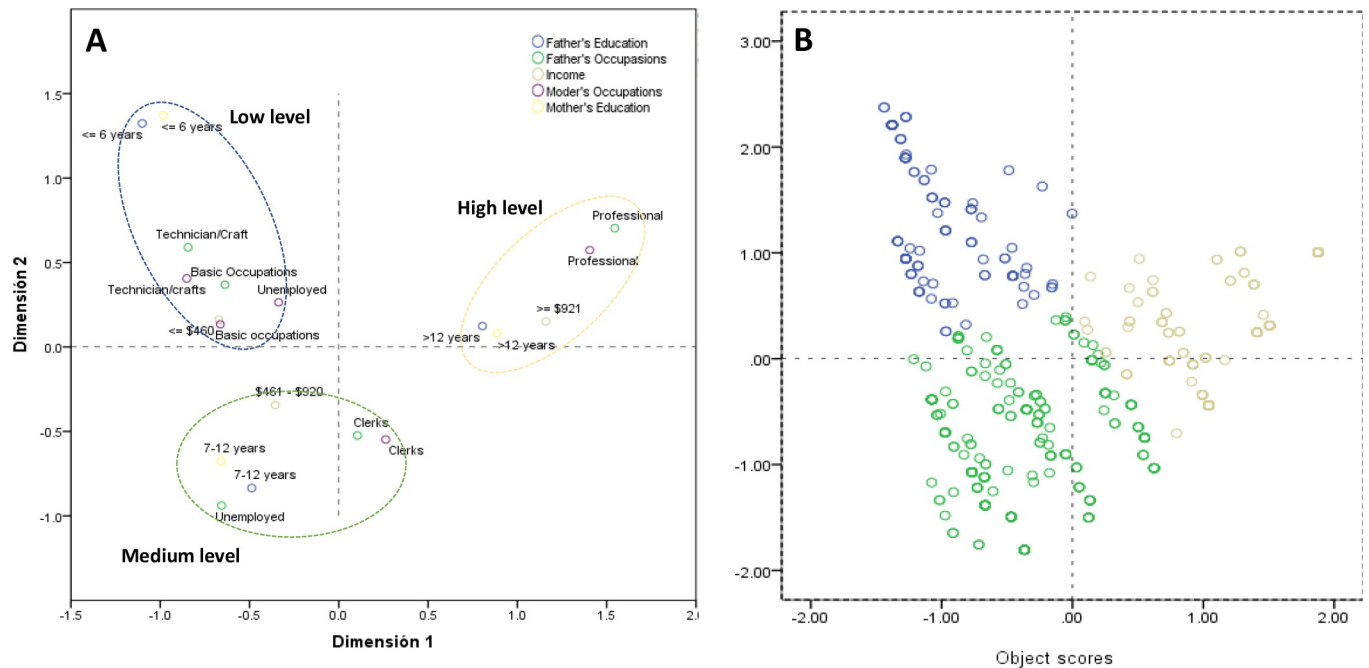 A
Father's Education
Father's Occupasions
Income
Moder's Occupations
Mother's Education
Low level
<= 6 years
<= 6 years
High level
Professional
Professional
Technician/Craft
Basic Occupations
Technician/crafts
Unemployed
<= $460
Basic occupations
>= $921
>12 years
>12 years
$461 - $920
Clerks
Clerks
7-12 years
7-12 years
Unemployed
Medium level
Dimensión 2
1.5
1.0
0.5
0.0
-0.5
-1.0
-1.5
-1.0
-0.5
0.0
0.5
1.0
1.5
2.0
Dimensión 1
B
3.00
2.00
1.00
.00
-1.00
-2.00
-2.00
-1.00
.00
1.00
2.00
Object scores